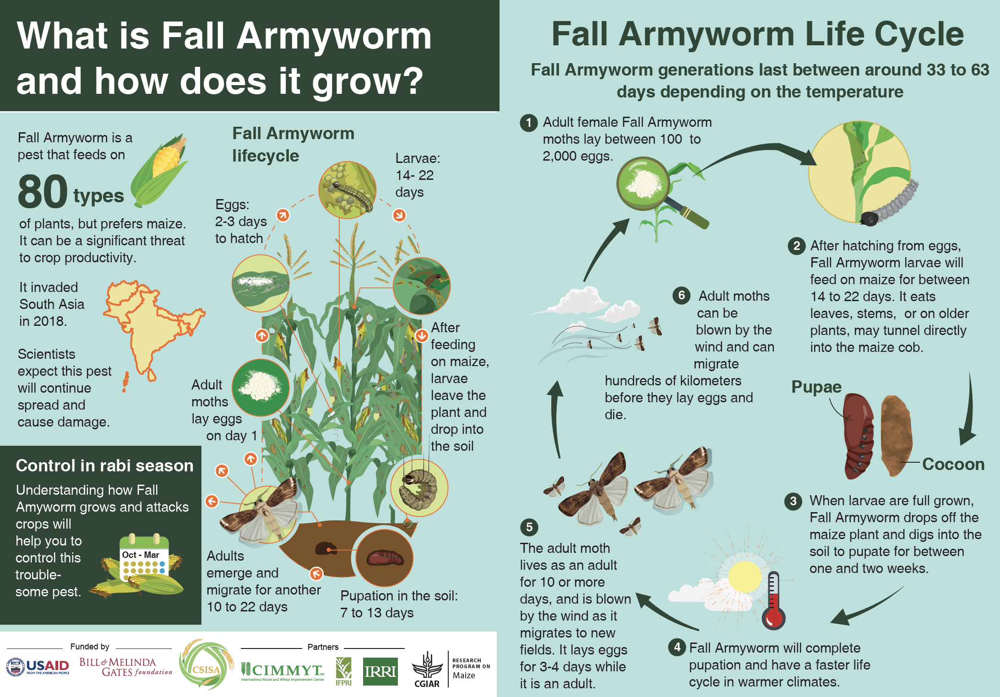 What is Fall Armyworm
and how does it grow?
Fall Armyworm is a
pest that feeds on
80 types
of plants, but prefers maize.
It can be a significant threat
to crop productivity.
It invaded
South Asia
in 2018.
Scientists
expect this pest
will continue
spread and
cause damage.
Control in rabi season
Understanding how Fall
Amyworm grows and attacks
crops will
help you to
control this
trouble-
some pest.
Oct - Mar
Fall Armyworm
lifecycle
Eggs:
2-3 days
to hatch
Larvae:
14- 22
days
After
feeding
on maize,
larvae
leave the
plant and
drop into
the soil
Adult
moths
lay eggs
on day 1
Adults
emerge and
migrate for another
10 to 22 days
Pupation in the soil:
7 to 13 days
Funded by
USAID
FROM THE AMERICAN PEOPLE
BILL & MELINDA
GATES foundation
CSISA
Partners
CIMMYT MR
International Maize and Wheat Improvement Center
IFPRI
IRRI
CGIAR
RESEARCH
PROGRAM ON
Maize
Fall Armyworm Life Cycle
Fall Armyworm generations last between around 33 to 63
days depending on the temperature
1 Adult female Fall Armyworm
moths lay between 100 to
2,000 eggs.
2 After hatching from eggs,
Fall Armyworm larvae will
feed on maize for between
14 to 22 days. It eats
leaves, stems, or on older
plants, may tunnel directly
into the maize cob.
Pupae
Cocoon
3 When larvae are full grown,
Fall Armyworm drops off the
maize plant and digs into the
soil to pupate for between
one and two weeks.
4 Fall Armyworm will complete
pupation and have a faster life
cycle in warmer climates.
5
The adult moth
lives as an adult
for 10 or more
days, and is blown
by the wind as it
migrates to new
fields. It lays eggs
for 3-4 days while
it is an adult.
6 Adult moths
can be
blown by the
wind and can
migrate
hundreds of kilometers
before they lay eggs and
die.